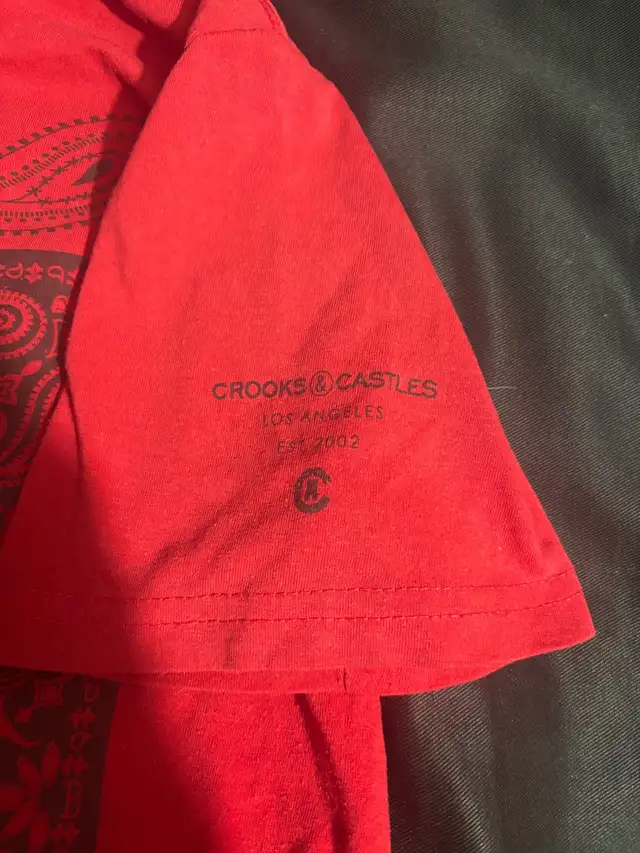 CROOKS & CASTLES
LOS ANGELES
EST. 2002
C